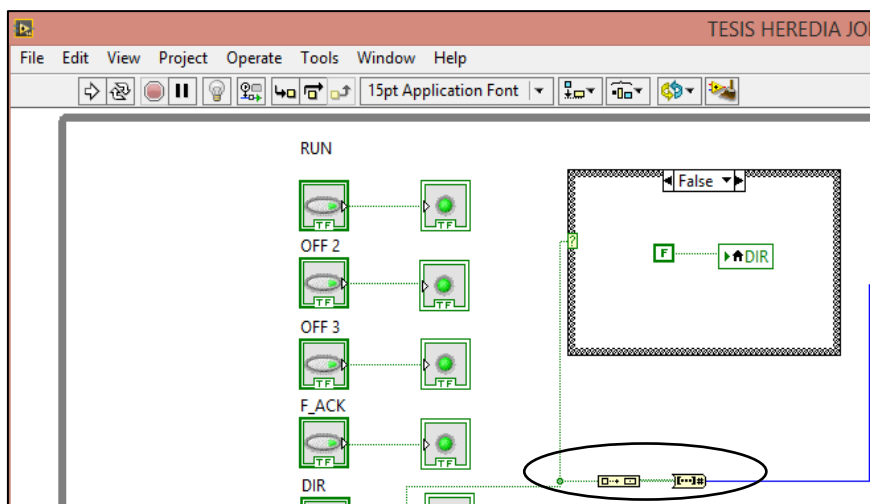 TESIS HEREDIA JO
File Edit View Project Operate Tools Window Help
15pt Application Font
RUN
TF
TF
False
OFF 2
TF
TF
?
F
DIR
OFF 3
TF
TF
F_ACK
TF
TF
DIR